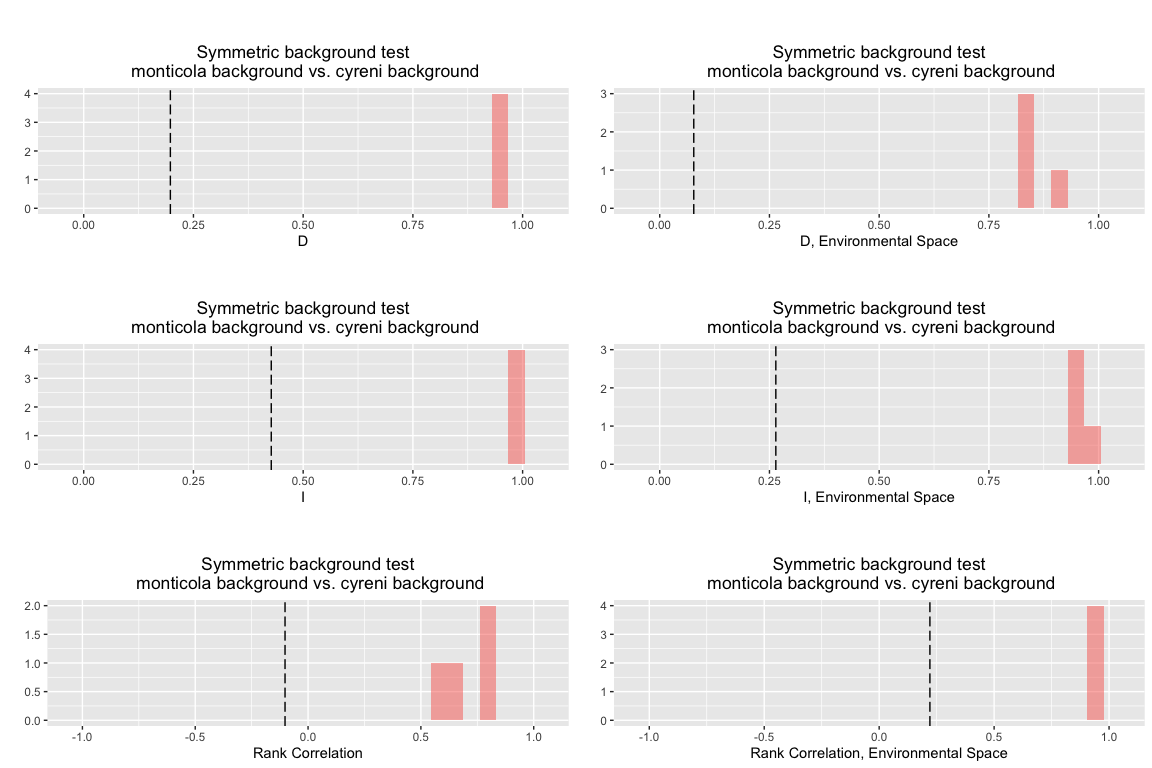 Symmetric background test
monticola background vs. cyreni background
4
3
2
1
0
0.00 0.25 0.50 0.75 1.00
D
Symmetric background test
monticola background vs. cyreni background
3
2
1
0
0.00 0.25 0.50 0.75 1.00
D, Environmental Space
Symmetric background test
monticola background vs. cyreni background
4
3
2
1
0
0.00 0.25 0.50 0.75 1.00
I
Symmetric background test
monticola background vs. cyreni background
3
2
1
0
0.00 0.25 0.50 0.75 1.00
I, Environmental Space
Symmetric background test
monticola background vs. cyreni background
2.0
1.5
1.0
0.5
0.0
-1.0 -0.5 0.0 0.5 1.0
Rank Correlation
Symmetric background test
monticola background vs. cyreni background
4
3
2
1
0
-1.0 -0.5 0.0 0.5 1.0
Rank Correlation, Environmental Space